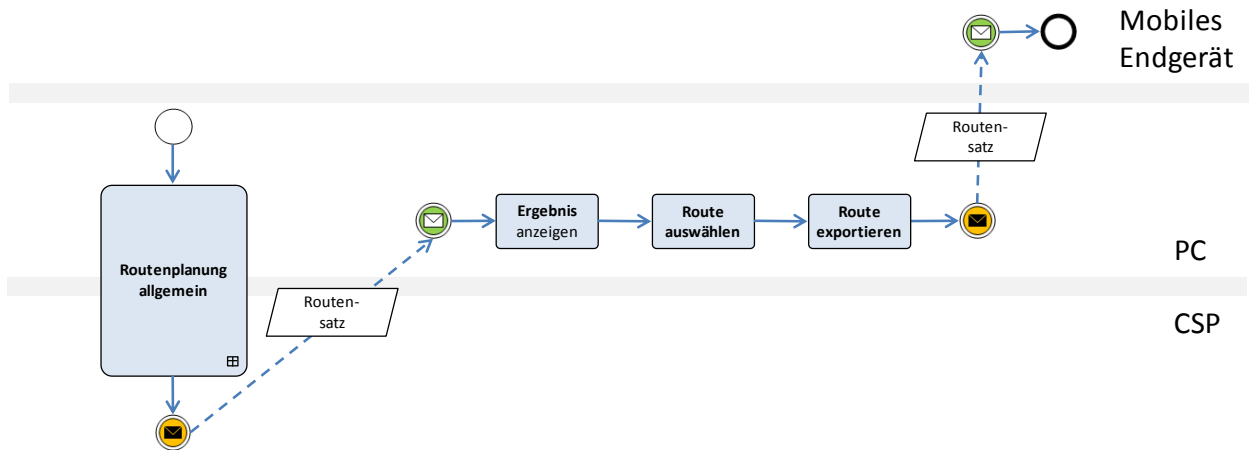 Mobiles
Endgerät
Routen-
satz
Ergebnis
anzeigen
Route
auswählen
Route
exportieren
PC
Routenplanung
allgemein
Routen-
satz
CSP